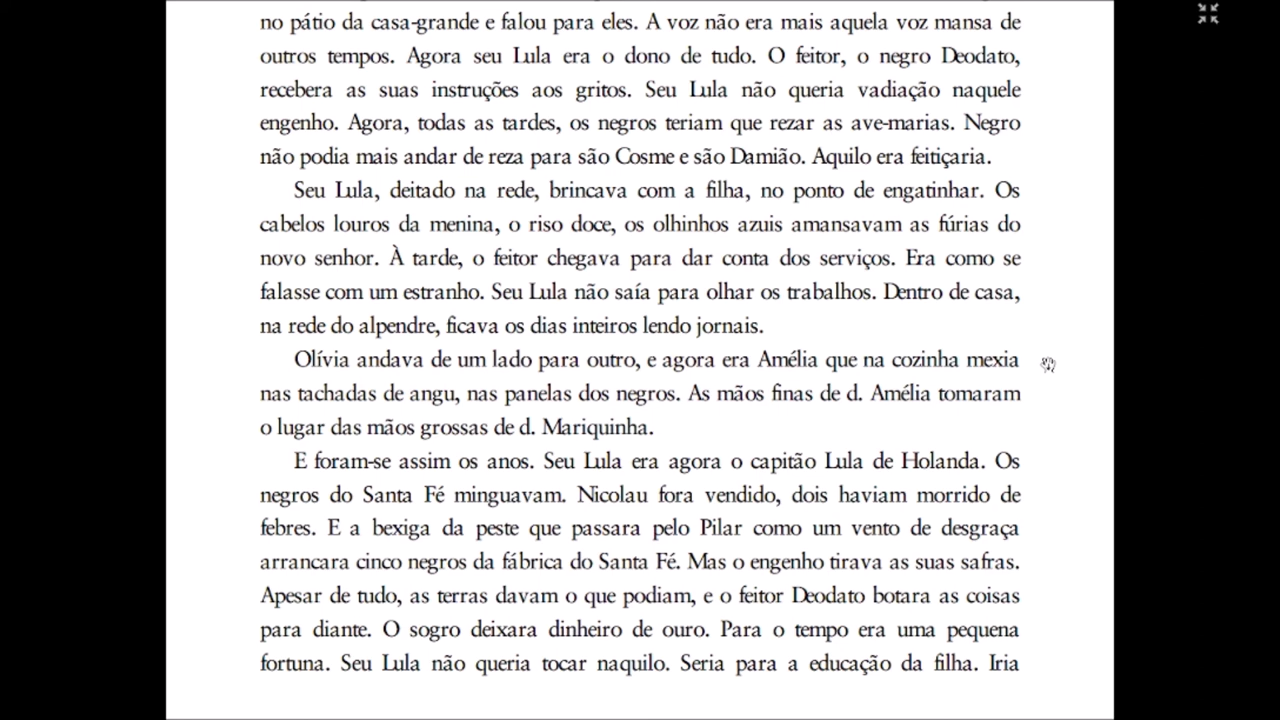 no pátio da casa-grande e falou para eles. A voz não era mais aquela voz mansa de
outros tempos. Agora seu Lula era o dono de tudo. O feitor, o negro Deodato,
recebera as suas instruções aos gritos. Seu Lula não queria vadiação naquele
engenho. Agora, todas as tardes, os negros teriam que rezar as ave-marias. Negro
não podia mais andar de reza para são Cosme e são Damião. Aquilo era feitiçaria.
Seu Lula, deitado na rede, brincava com a filha, no ponto de engatinhar. Os
cabelos louros da menina, o riso doce, os olhinhos azuis amansavam as fúrias do
novo senhor. À tarde, o feitor chegava para dar conta dos serviços. Era como se
falasse com um estranho. Seu Lula não saía para olhar os trabalhos. Dentro de casa,
na rede do alpendre, ficava os dias inteiros lendo jornais.
Olívia andava de um lado para outro, e agora era Amélia que na cozinha mexia
nas tachadas de angu, nas panelas dos negros. As mãos finas de d. Amélia tomaram
o lugar das mãos grossas de d. Mariquinha.
E foram-se assim os anos. Seu Lula era agora o capitão Lula de Holanda. Os
negros do Santa Fé minguavam. Nicolau fora vendido, dois haviam morrido de
febres. E a bexiga da peste que passara pelo Pilar como um vento de desgraça
arrancara cinco negros da fábrica do Santa Fé. Mas o engenho tirava as suas safras.
Apesar de tudo, as terras davam o que podiam, e o feitor Deodato botara as coisas
para diante. O sogro deixara dinheiro de ouro. Para o tempo era uma pequena
fortuna. Seu Lula não queria tocar naquilo. Seria para a educação da filha. Iria